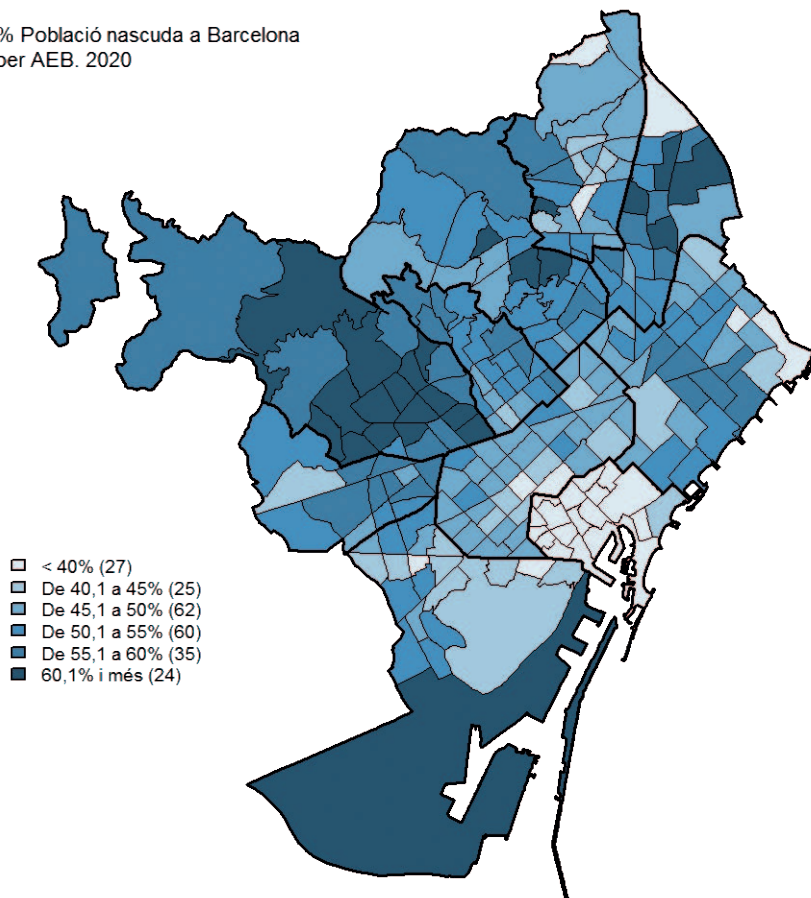 % Població nascuda a Barcelona
per AEB. 2020
< 40% (27)
De 40,1 a 45% (25)
De 45,1 a 50% (62)
De 50,1 a 55% (60)
De 55,1 a 60% (35)
60,1% i més (24)